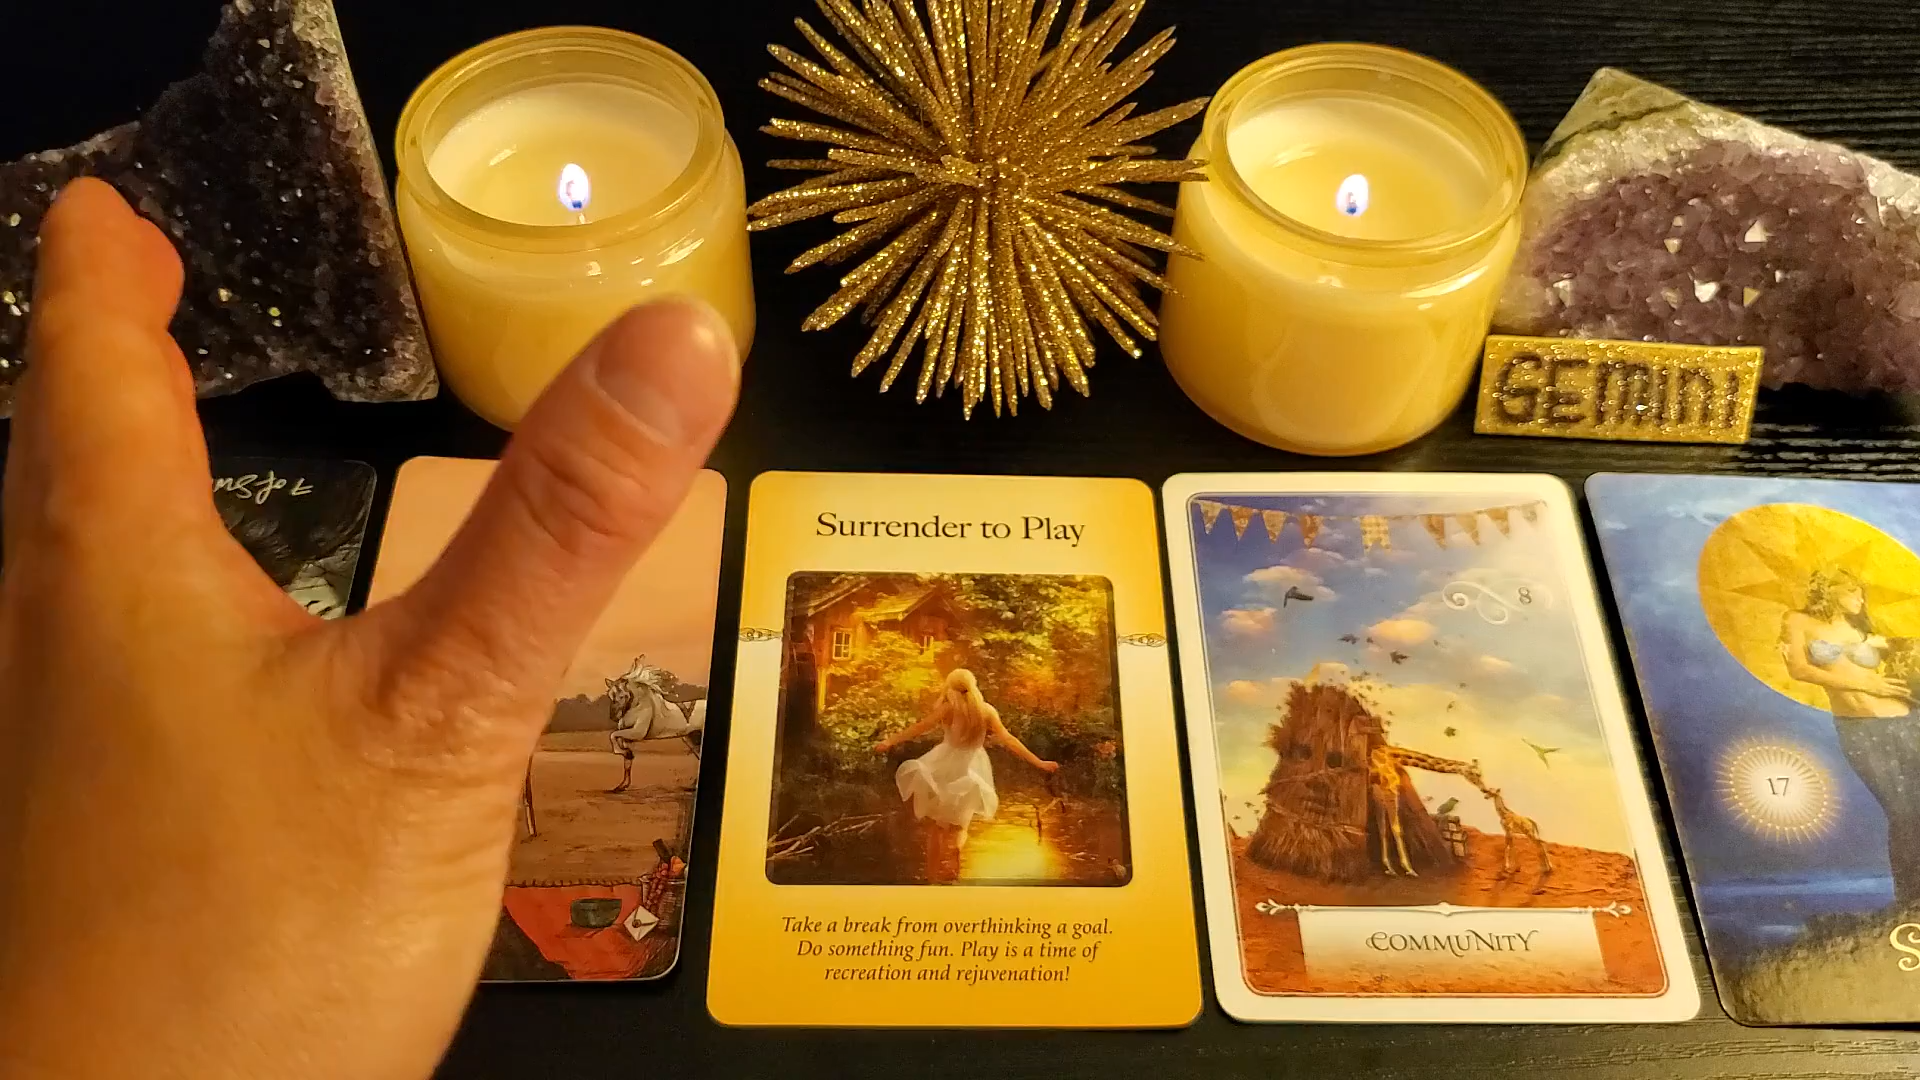 GEMINI
Surrender to Play
Take a break from overthinking a goal.
Do something fun. Play is a time of
recreation and rejuvenation!
8
COMMUNITY
17
S